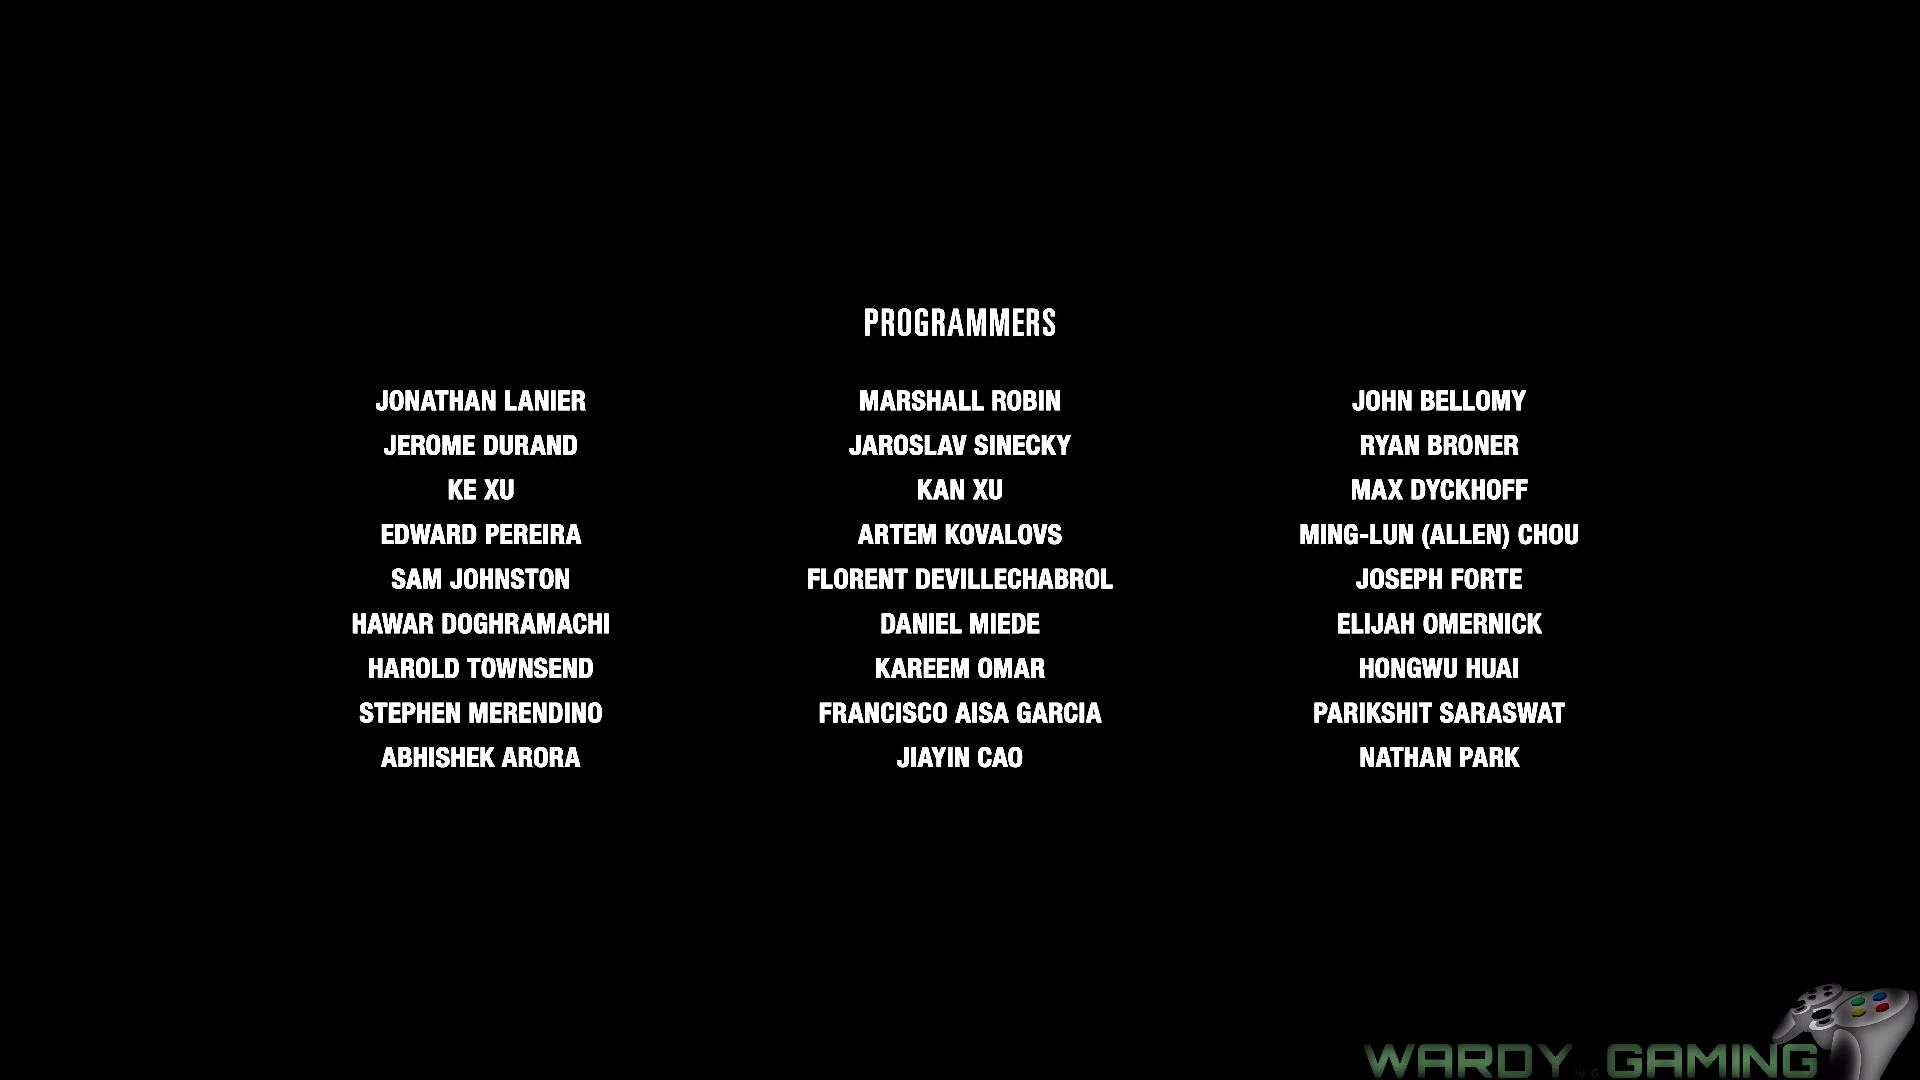 PROGRAMMERS
JONATHAN LANIER MARSHALL ROBIN JOHN BELLOMY
JEROME DURAND JAROSLAV SINECKY RYAN BRONER
KE XU KAN XU MAX DYCKHOFF
EDWARD PEREIRA ARTEM KOVALOVS MING-LUN (ALLEN) CHOU
SAM JOHNSTON FLORENT DEVILLECHABROL JOSEPH FORTE
HAWAR DOGHRAMACHI DANIEL MIEDE ELIJAH OMERNICK
HAROLD TOWNSEND KAREEM OMAR HONGWU HUAI
STEPHEN MERENDINO FRANCISCO AISA GARCIA PARIKSHIT SARASWAT
ABHISHEK ARORA JIAYIN CAO NATHAN PARK
WARDY GAMING